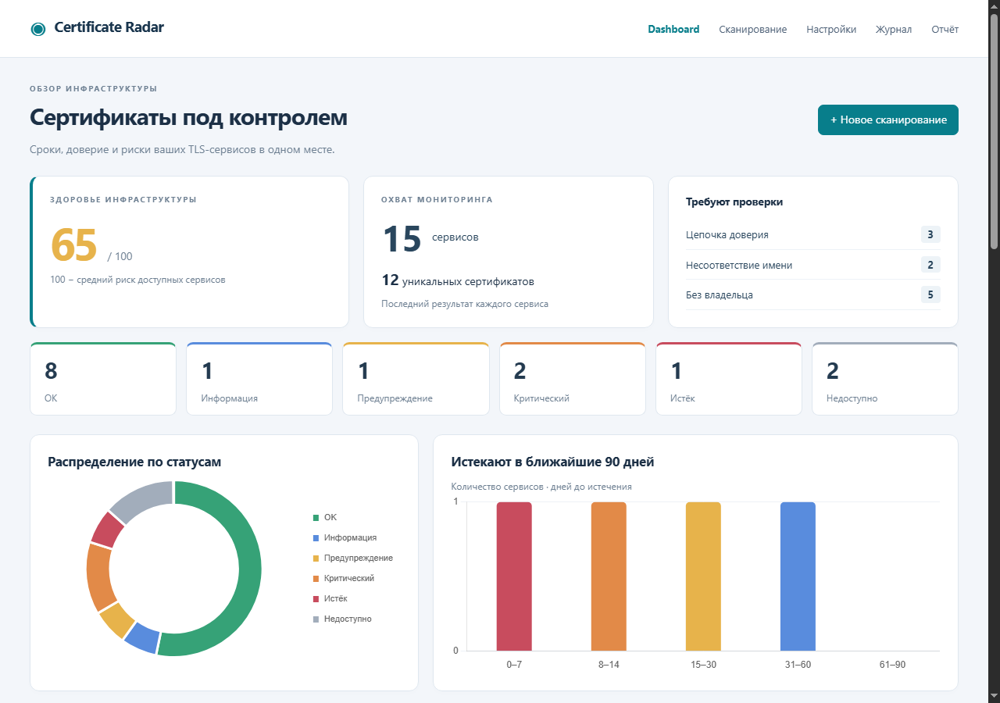 Certificate Radar
Dashboard Сканирование Настройки Журнал Отчёт
ОБЗОР ИНФРАСТРУКТУРЫ
Сертификаты под контролем
+ Новое сканирование
Сроки, доверие и риски ваших TLS-сервисов в одном месте.
ЗДОРОВЬЕ ИНФРАСТРУКТУРЫ
65 / 100
100 − средний риск доступных сервисов
ОХВАТ МОНИТОРИНГА
15 сервисов
12 уникальных сертификатов
Последний результат каждого сервиса
Требуют проверки
Цепочка доверия 3
Несоответствие имени 2
Без владельца 5
8
ОК
1
Информация
1
Предупреждение
2
Критический
1
Истёк
2
Недоступно
Распределение по статусам
ОК
Информация
Предупреждение
Критический
Истёк
Недоступно
Истекают в ближайшие 90 дней
Количество сервисов · дней до истечения
1
0
0–7 8–14 15–30 31–60 61–90